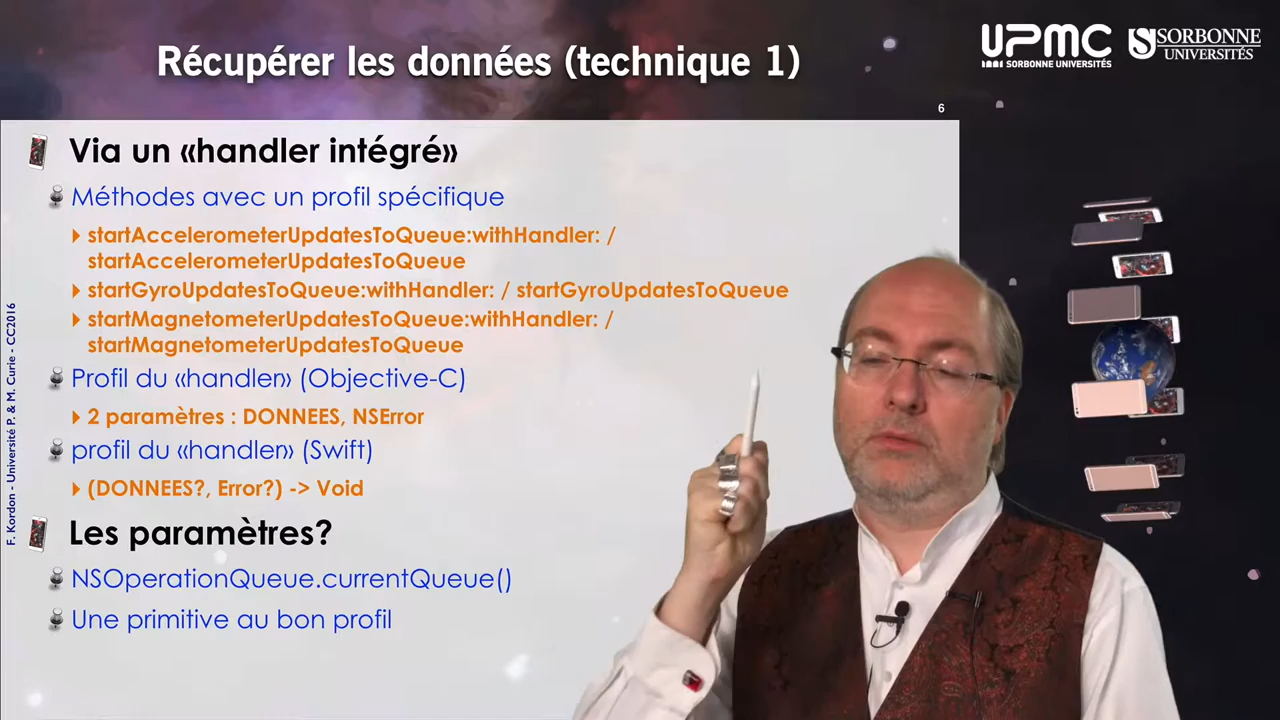 Récupérer les données (technique 1)
UPMC
SORBONNE UNIVERSITÉS
SORBONNE
UNIVERSITÉS
6
Via un «handler intégré»
Méthodes avec un profil spécifique
startAccelerometerUpdatesToQueue:withHandler: /
startAccelerometerUpdatesToQueue
startGyroUpdatesToQueue:withHandler: / startGyroUpdatesToQueue
startMagnetometerUpdatesToQueue:withHandler: /
startMagnetometerUpdatesToQueue
Profil du «handler» (Objective-C)
2 paramètres : DONNEES, NSError
profil du «handler» (Swift)
(DONNEES?, Error?) -> Void
Les paramètres?
NSOperationQueue.currentQueue()
Une primitive au bon profil
F. Kordon - Université P. & M. Curie - CC2016